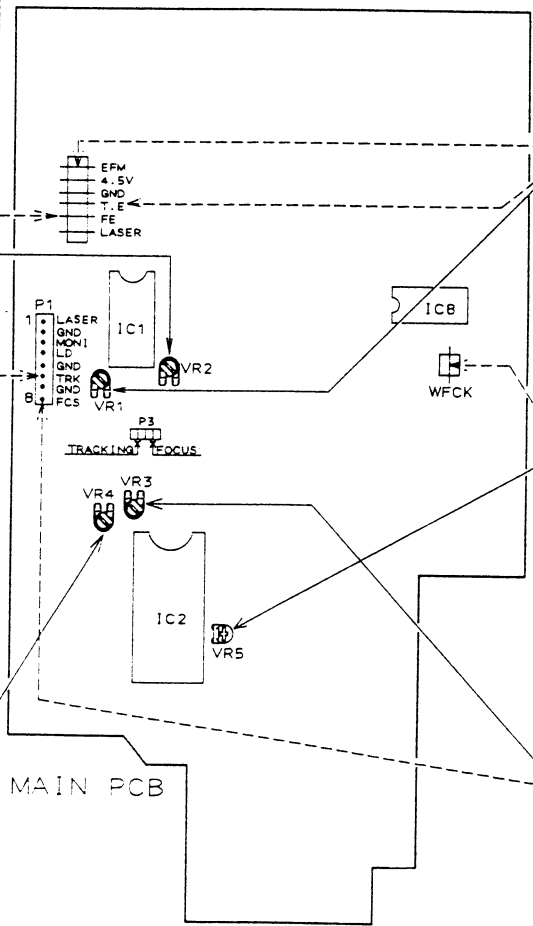 EFM
4.5V
GND
T.E
FE
LASER
P1
1 LASER
GND
MONI
LD
GND
TRK
GND
8 FCS
IC1
IC8
VR2
VR1
WFCK
P3
TRACKING FOCUS
VR3
VR4
IC2
VR5
MAIN PCB